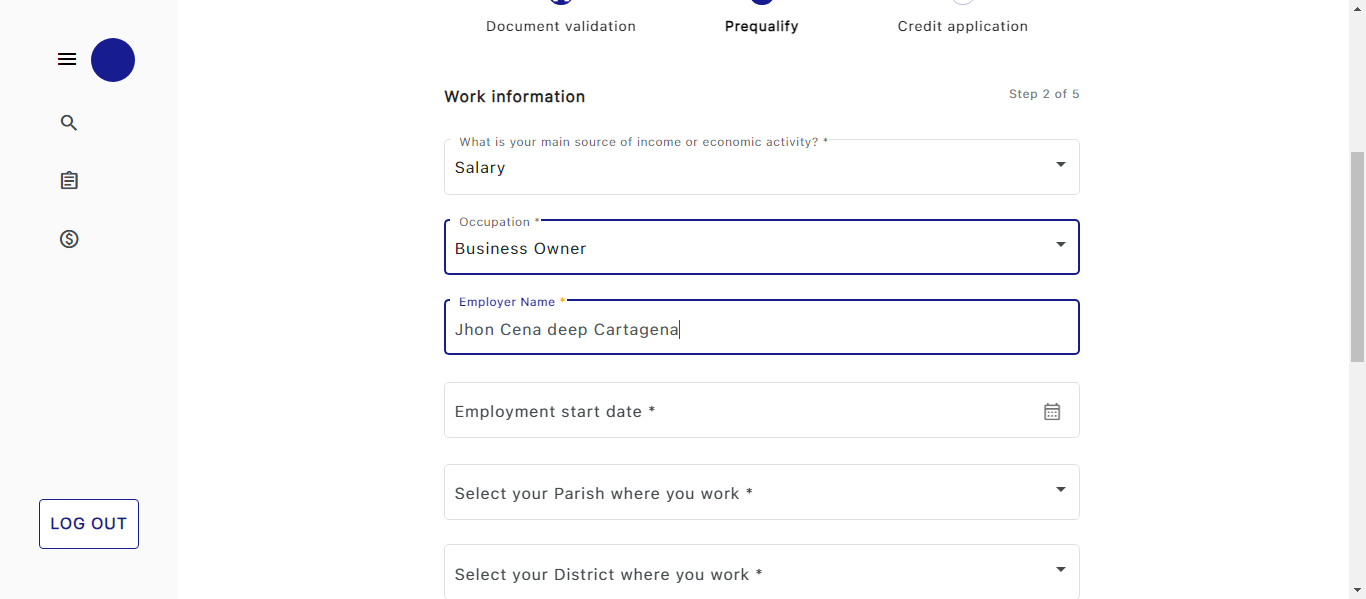 Document validation
Prequalify
Credit application
Work information
Step 2 of 5
What is your main source of income or economic activity? *
Salary
Occupation *
Business Owner
Employer Name *
Jhon Cena deep Cartagena
Employment start date *
Select your Parish where you work *
LOG OUT
Select your District where you work *